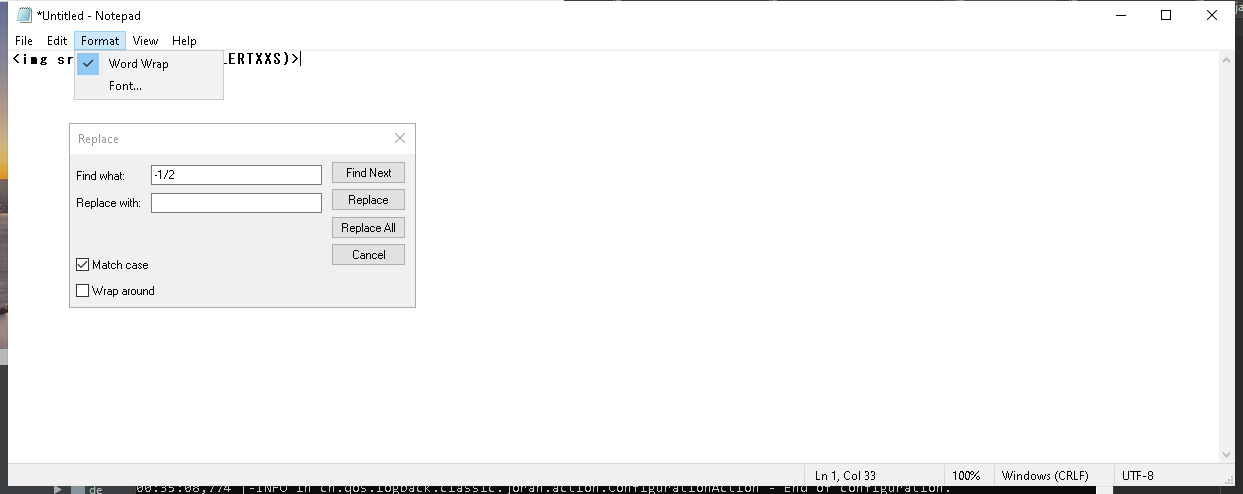 *Untitled - Notepad
File Edit Format View Help
<img sr LERTXXS)>
Word Wrap
Font...
Replace
Find what: -1/2 Find Next
Replace with: Replace
Replace All
Cancel
Match case
Wrap around
Ln 1, Col 33 100% Windows (CRLF) UTF-8
de 00:35:08,774 |-INFO in ch.qos.logback.classic.joran.action.ConfigurationAction - End of configuration.